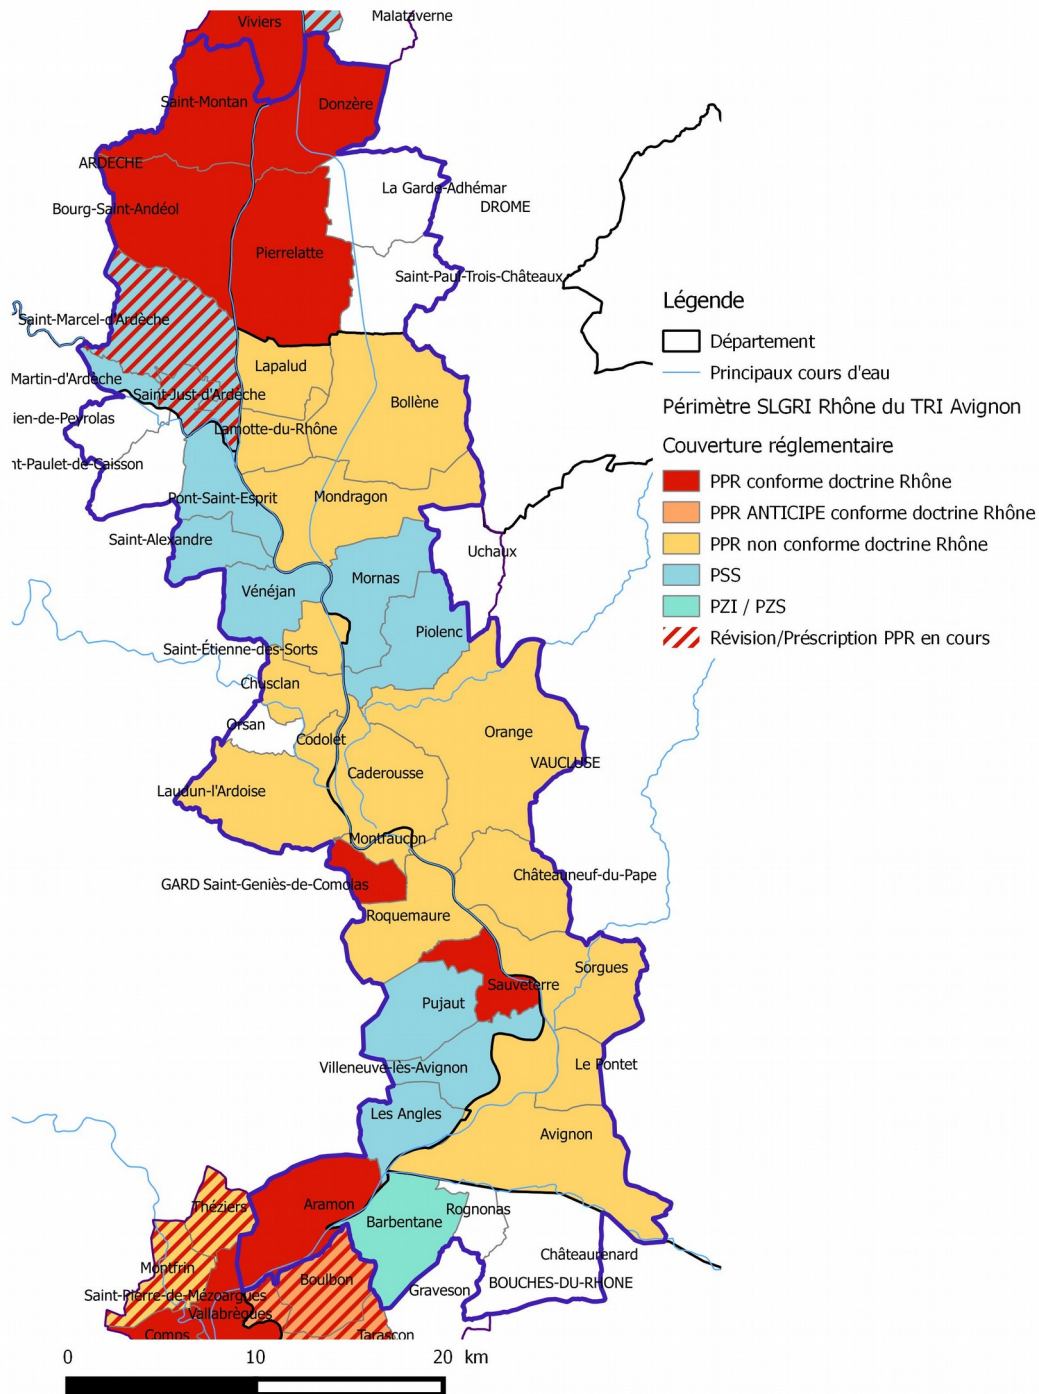 Viviers
Malataverne
Saint-Montan
Donzère
ARDECHE
La Garde-Adhémar
DROME
Bourg-Saint-Andéol
Pierrelatte
Saint-Paul-Trois-Châteaux
Saint-Marcel-d'Ardèche
Lapalud
Martin-d'Ardèche
Saint-Just-d'Ardèche
Bollène
ien-de-Peyrolas
Lamotte-du-Rhône
nt-Paulet-de-Caisson
Pont-Saint-Esprit
Mondragon
Saint-Alexandre
Uchaux
Vénéjan
Mornas
Piolenc
Saint-Étienne-des-Sorts
Chusclan
Orsan
Codolet
Orange
VAUCLUSE
Caderousse
Laudun-l'Ardoise
Montfaucon
Châteauneuf-du-Pape
GARD Saint-Geniès-de-Comolas
Roquemaure
Sorgues
Sauveterre
Pujaut
Villeneuve-lès-Avignon
Le Pontet
Les Angles
Avignon
Théziers
Aramon
Barbentane
Rognonas
Châteaurenard
Montfrin
Boulbon
BOUCHES-DU-RHONE
Graveson
Saint-Pierre-de-Mézoargues
Vallabrègues
Comps
Tarascon
Légende
Département
Principaux cours d'eau
Périmètre SLGRI Rhône du TRI Avignon
Couverture réglementaire
PPR conforme doctrine Rhône
PPR ANTICIPE conforme doctrine Rhône
PPR non conforme doctrine Rhône
PSS
PZI / PZS
Révision/Préscription PPR en cours
0 10 20 km